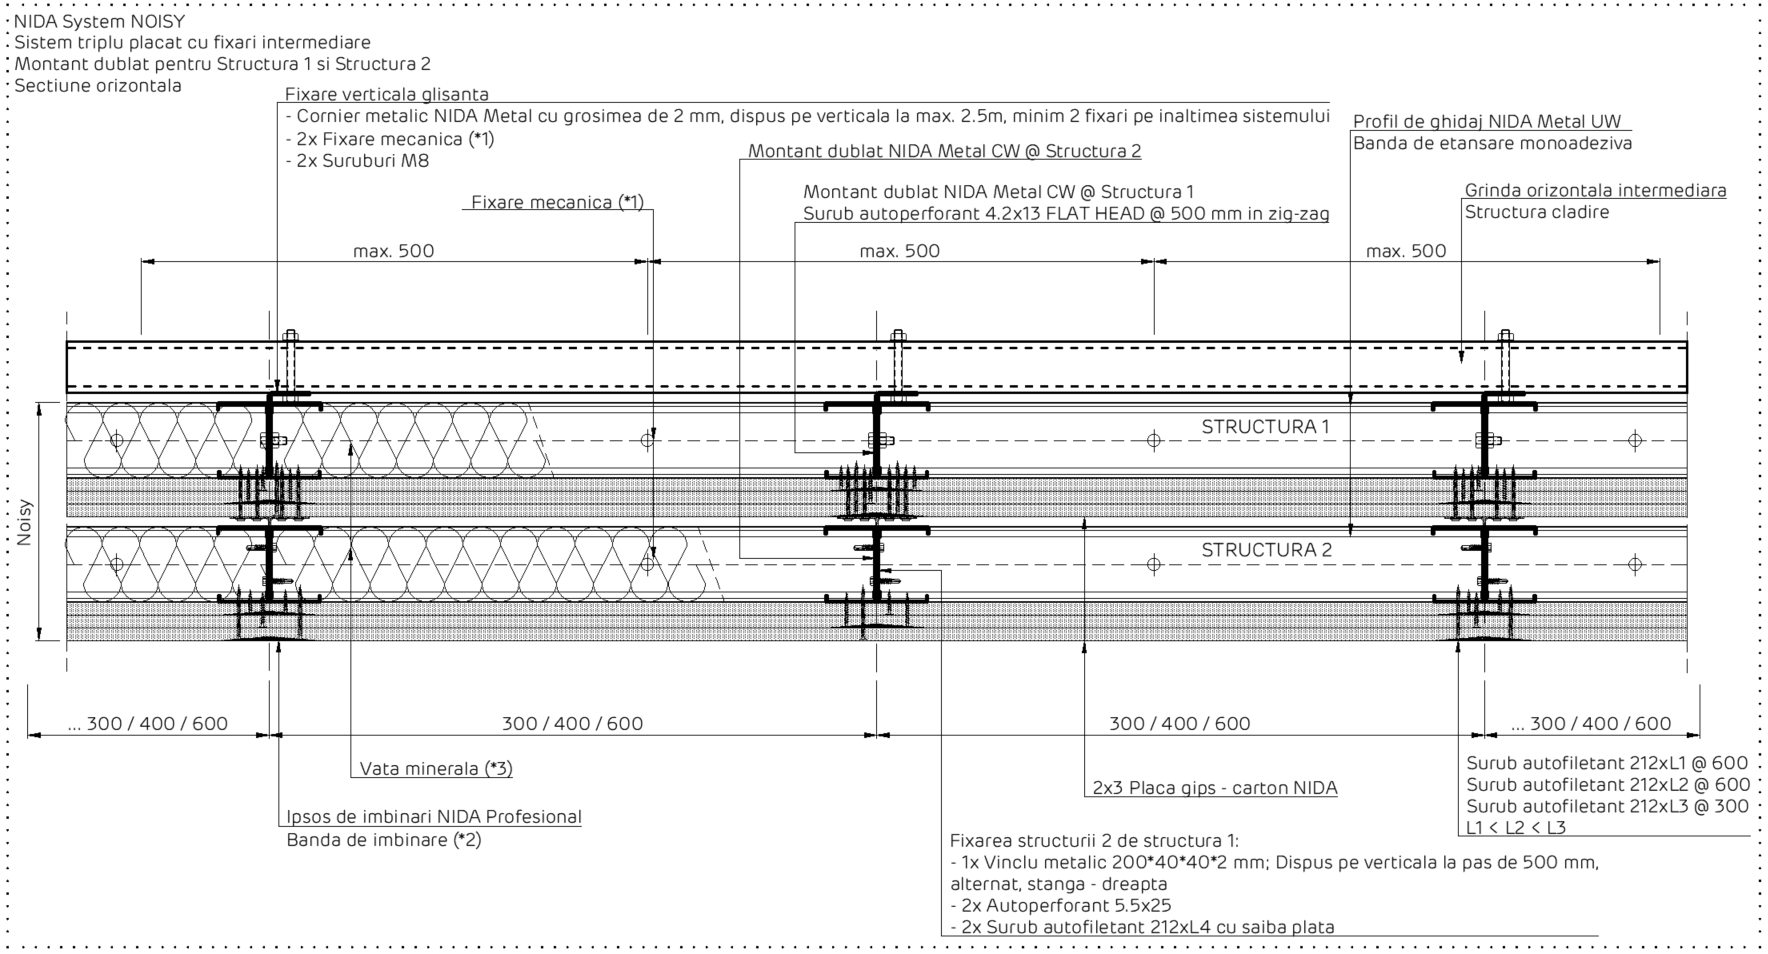 NIDA System NOISY
Sistem triplu placat cu fixari intermediare
Montant dublat pentru Structura 1 si Structura 2
Sectiune orizontala
Fixare verticala glisanta
- Cornier metalic NIDA Metal cu grosimea de 2 mm, dispus pe verticala la max. 2.5m, minim 2 fixari pe inaltimea sistemului
- 2x Fixare mecanica (*1)
- 2x Suruburi M8
Profil de ghidaj NIDA Metal UW
Banda de etansare monoadeziva
Montant dublat NIDA Metal CW @ Structura 2
Montant dublat NIDA Metal CW @ Structura 1
Surub autoperforant 4.2x13 FLAT HEAD @ 500 mm in zig-zag
Fixare mecanica (*1)
Grinda orizontala intermediara
Structura cladire
max. 500
max. 500
max. 500
STRUCTURA 1
Noisy
STRUCTURA 2
... 300 / 400 / 600
300 / 400 / 600
300 / 400 / 600
... 300 / 400 / 600
Vata minerala (*3)
Ipsos de imbinari NIDA Profesional
Banda de imbinare (*2)
2x3 Placa gips - carton NIDA
Surub autofiletant 212xL1 @ 600
Surub autofiletant 212xL2 @ 600
Surub autofiletant 212xL3 @ 300
L1 < L2 < L3
Fixarea structurii 2 de structura 1:
- 1x Vinclu metalic 200*40*40*2 mm; Dispus pe verticala la pas de 500 mm,
alternat, stanga - dreapta
- 2x Autoperforant 5.5x25
- 2x Surub autofiletant 212xL4 cu saiba plata